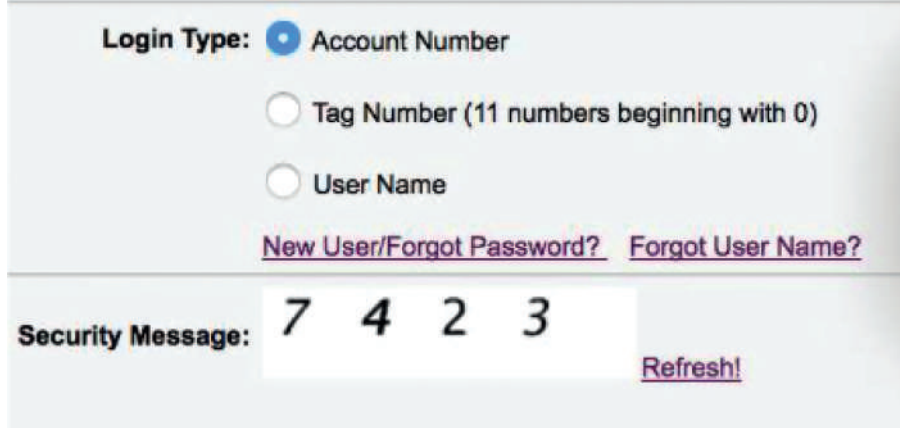 Login Type: Account Number
Tag Number (11 numbers beginning with 0)
User Name
New User/Forgot Password? Forgot User Name?
Security Message: 7 4 2 3
Refresh!